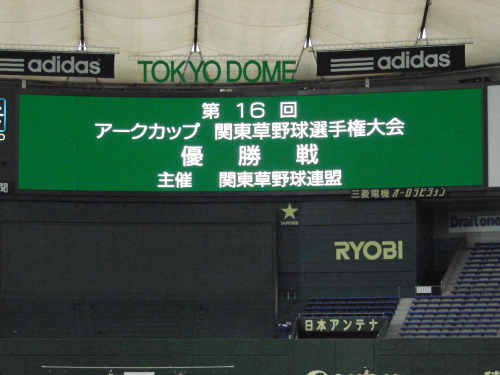 adidas
adidas
TOKYO DOME
第 16 回
アークカップ 関東草野球選手権大会
優 勝 戦
主催 関東草野球連盟
三菱電機 オーロラビジョン
SAPPORO
RYOBI
Draftone
日本アンテナ